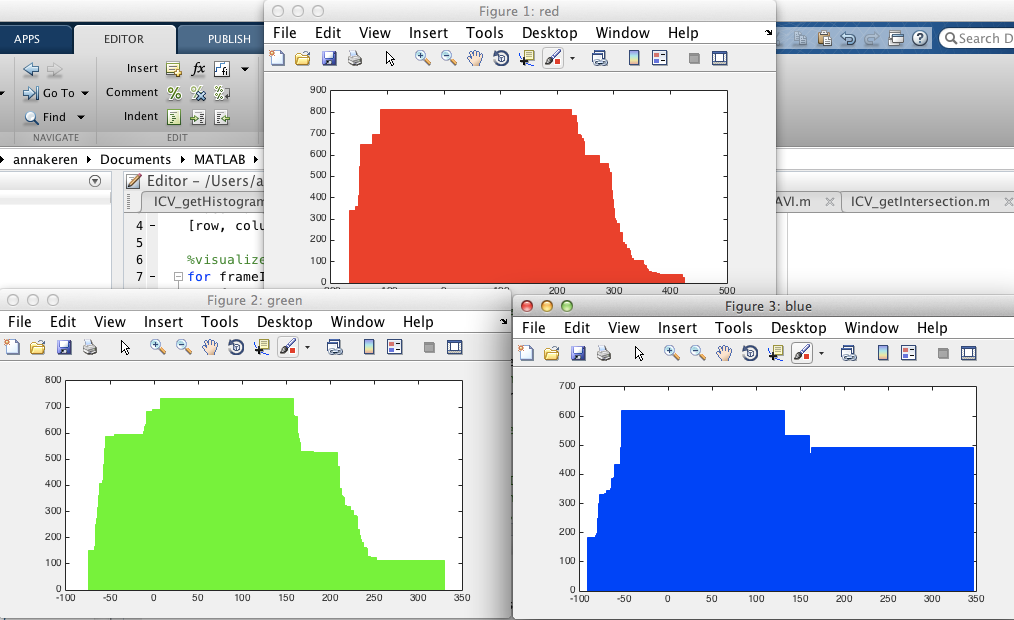 Figure 1: red
APPS EDITOR PUBLISH
File Edit View Insert Tools Desktop Window Help
Search D
Insert fx
Go To Comment %
Find Indent
NAVIGATE EDIT
annakeren Documents MATLAB
Editor – /Users/a
ICV_getHistogram AVI.m ICV_getIntersection.m
4 – [row, colu
5
6 %visualize
7 – for frameI
900
800
700
600
500
400
300
200
100
0
-100 0 100 200 300 400 500
Figure 2: green
File Edit View Insert Tools Desktop Window Help
800
700
600
500
400
300
200
100
0
-100 -50 0 50 100 150 200 250 300 350
Figure 3: blue
File Edit View Insert Tools Desktop Window Help
700
600
500
400
300
200
100
0
-100 -50 0 50 100 150 200 250 300 350